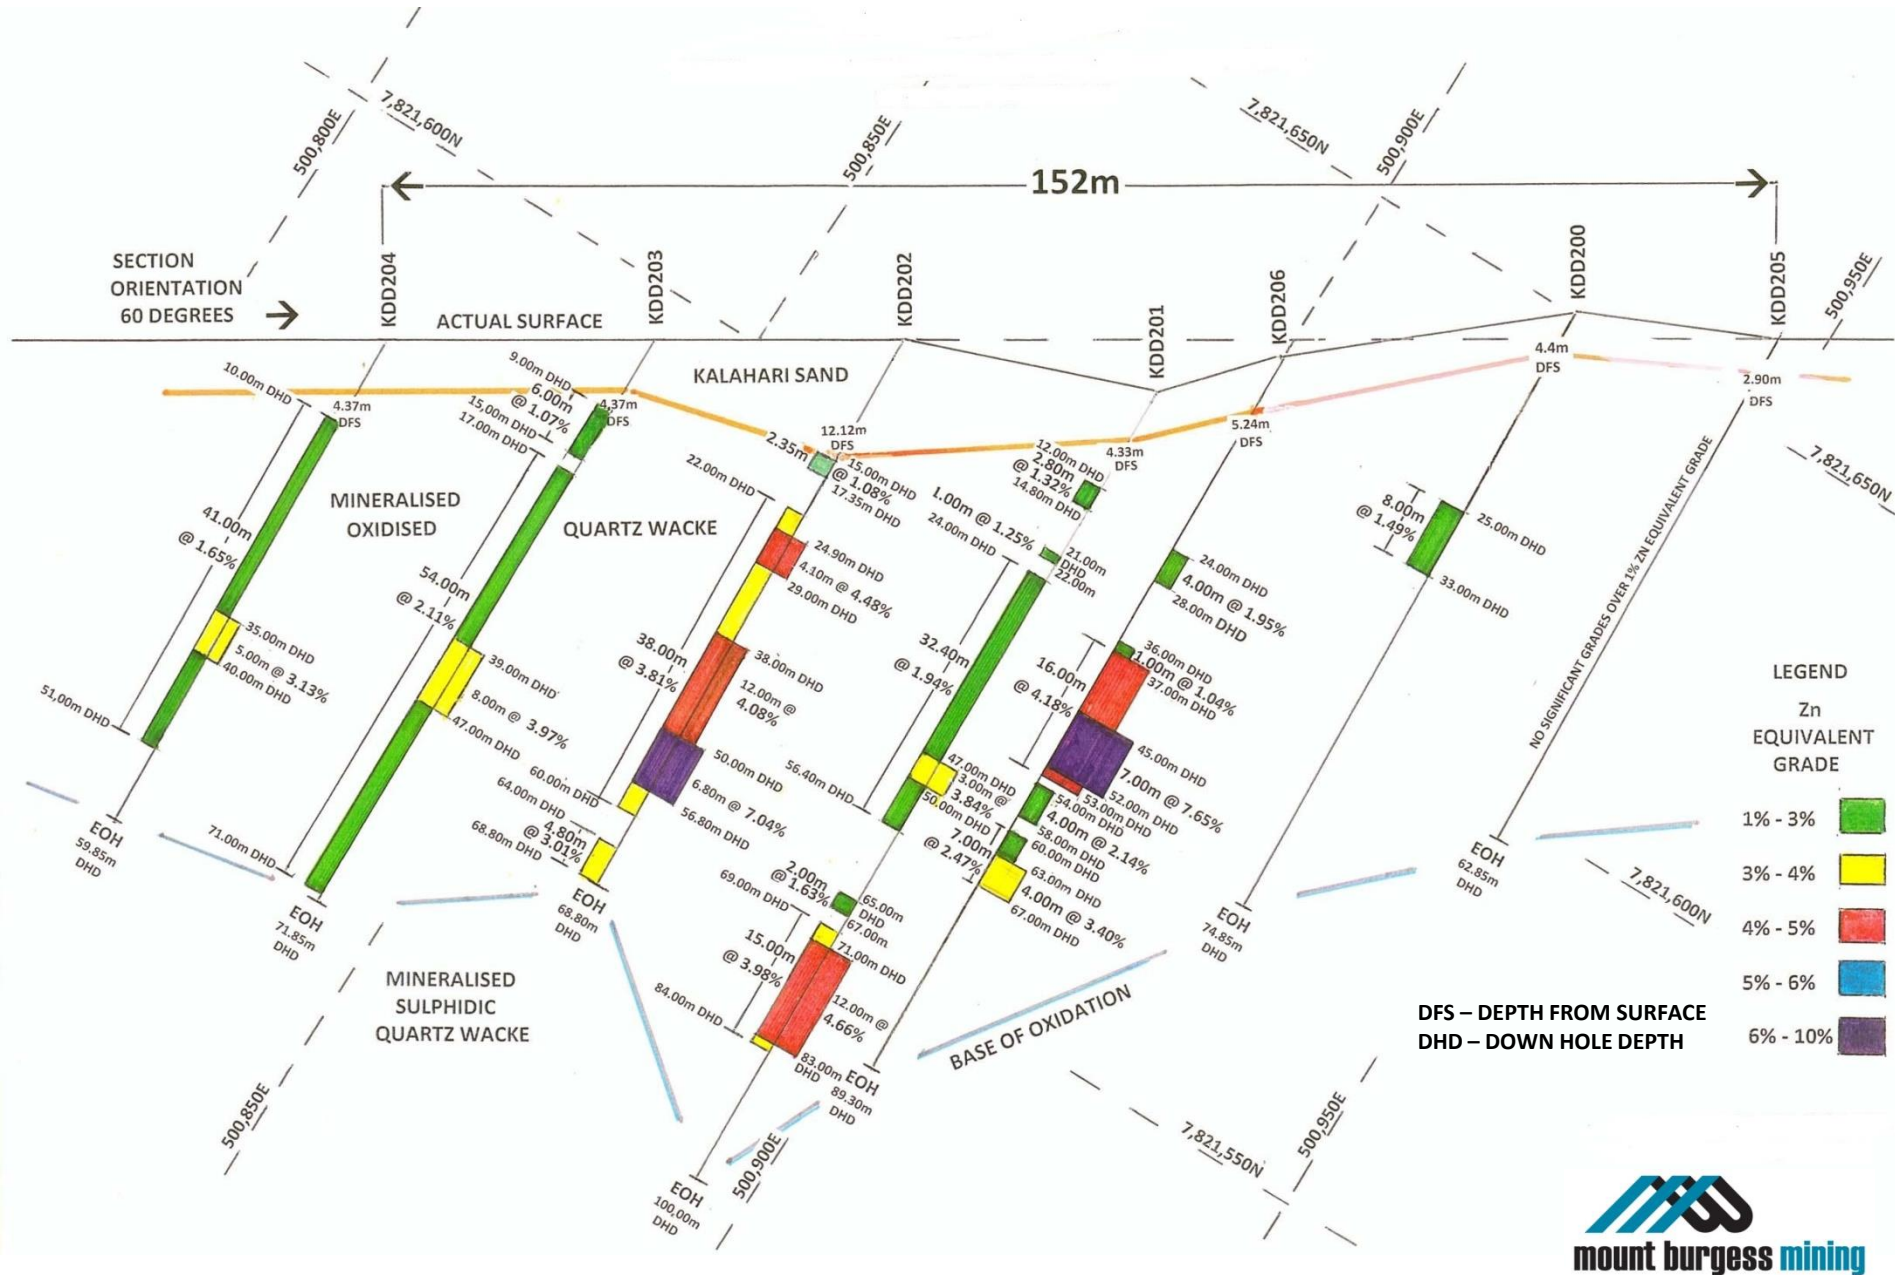 7,821,600N
500,800E
500,850E
7,821,650N
500,900E
152m
SECTION
ORIENTATION
60 DEGREES
KDD204
KDD203
KDD202
KDD201
KDD206
KDD200
KDD205
500,950E
ACTUAL SURFACE
KALAHARI SAND
10.00m DHD
4.37m
DFS
41.00m
@ 1.65%
35.00m DHD
5.00m @ 3.13%
40.00m DHD
51,00m DHD
EOH
59.85m
DHD
MINERALISED
OXIDISED
QUARTZ WACKE
9.00m DHD
6.00m
@ 1.07%
15,00m DHD
17.00m DHD
4.37m
DFS
54.00m
@ 2.11%
39.00m DHD
8.00m @ 3.97%
47.00m DHD
71.00m DHD
EOH
71.85m
DHD
12.12m
DFS
2.35m
15.00m DHD
@ 1.08%
17.35m DHD
22.00m DHD
24.90m DHD
4.10m @ 4.48%
29.00m DHD
38.00m
@ 3.81%
38.00m DHD
12.00m @
4.08%
50.00m DHD
6.80m @ 7.04%
56.80m DHD
60.00m DHD
64.00m DHD
4.80m
@ 3.01%
68.80m DHD
EOH
68.80m
DHD
4.33m
DFS
12.00m DHD
2.80m
@ 1.32%
14.80m DHD
1.00m @ 1.25%
21.00m
DHD
22.00m
24.00m DHD
32.40m
@ 1.94%
47.00m DHD
3.00m @
3.84%
50.00m DHD
56.40m DHD
2.00m
@ 1.63%
65.00m
DHD
67.00m
69.00m DHD
15.00m
@ 3.98%
71.00m DHD
12.00m @
4.66%
84.00m DHD
83.00m
DHD
EOH
100,00m
DHD
5.24m
DFS
24.00m DHD
4.00m @ 1.95%
28.00m DHD
36.00m DHD
1.00m @ 1.04%
37.00m DHD
16.00m
@ 4.18%
45.00m DHD
7.00m @ 7.65%
52.00m DHD
53.00m DHD
54.00m DHD
4.00m @ 2.14%
58.00m DHD
60.00m DHD
7.00m
@ 2.47%
63.00m DHD
4.00m @ 3.40%
67.00m DHD
EOH
89.30m
DHD
4.4m
DFS
8.00m
@ 1.49%
25.00m DHD
33.00m DHD
EOH
74.85m
DHD
2.90m
DFS
NO SIGNIFICANT GRADES OVER 1% ZN EQUIVALENT GRADE
EOH
62.85m
DHD
7,821,650N
LEGEND
Zn
EQUIVALENT
GRADE
1% - 3%
3% - 4%
4% - 5%
5% - 6%
6% - 10%
7,821,600N
DFS – DEPTH FROM SURFACE
DHD – DOWN HOLE DEPTH
MINERALISED
SULPHIDIC
QUARTZ WACKE
BASE OF OXIDATION
500,850E
500,900E
7,821,550N
500,950E
mount burgess mining